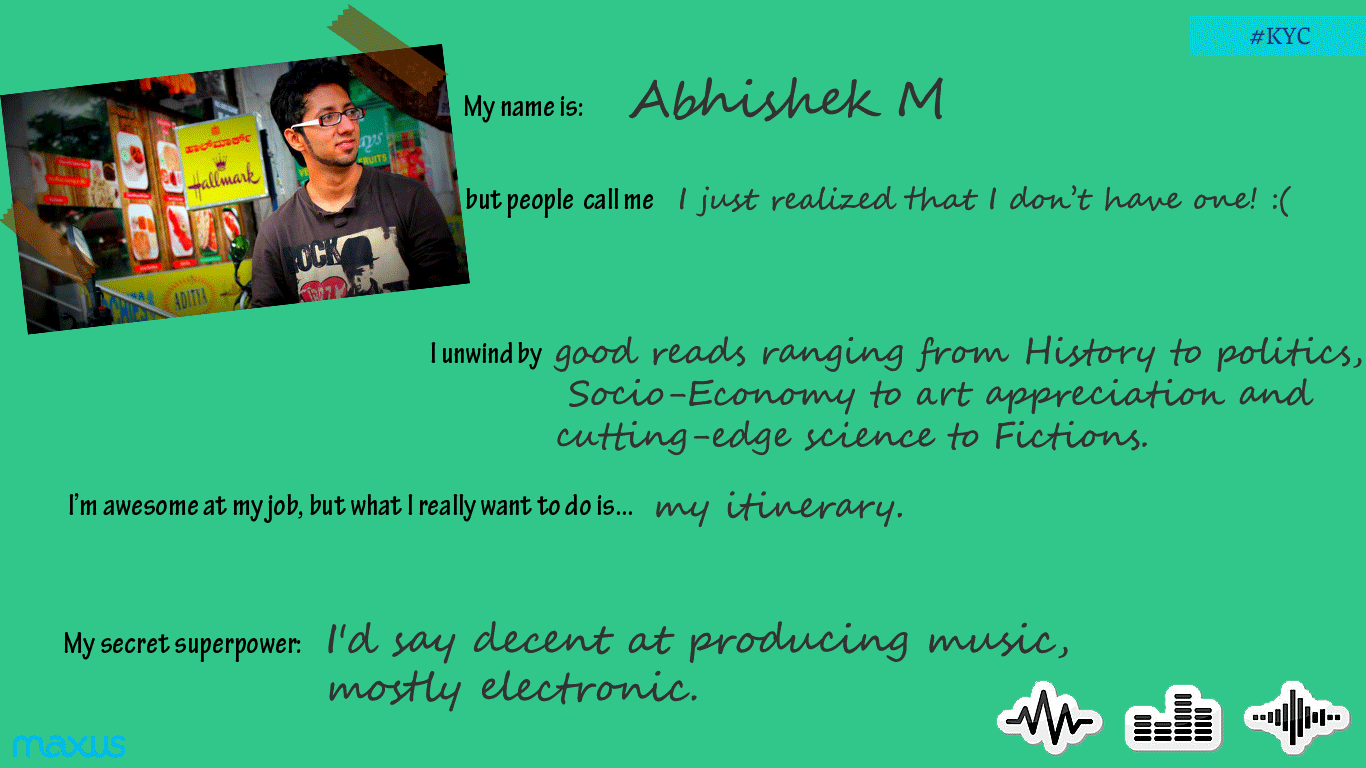 #KYC
My name is: Abhishek M
but people call me I just realized that I don't have one! :(
ಹಾಲ್‌ಮಾರ್ಕ್
Hallmark
FRUITS
ROCK
ADITYA
I unwind by good reads ranging from History to politics,
Socio-Economy to art appreciation and
cutting-edge science to Fictions.
I'm awesome at my job, but what I really want to do is... my itinerary.
My secret superpower: I'd say decent at producing music,
mostly electronic.
maxus